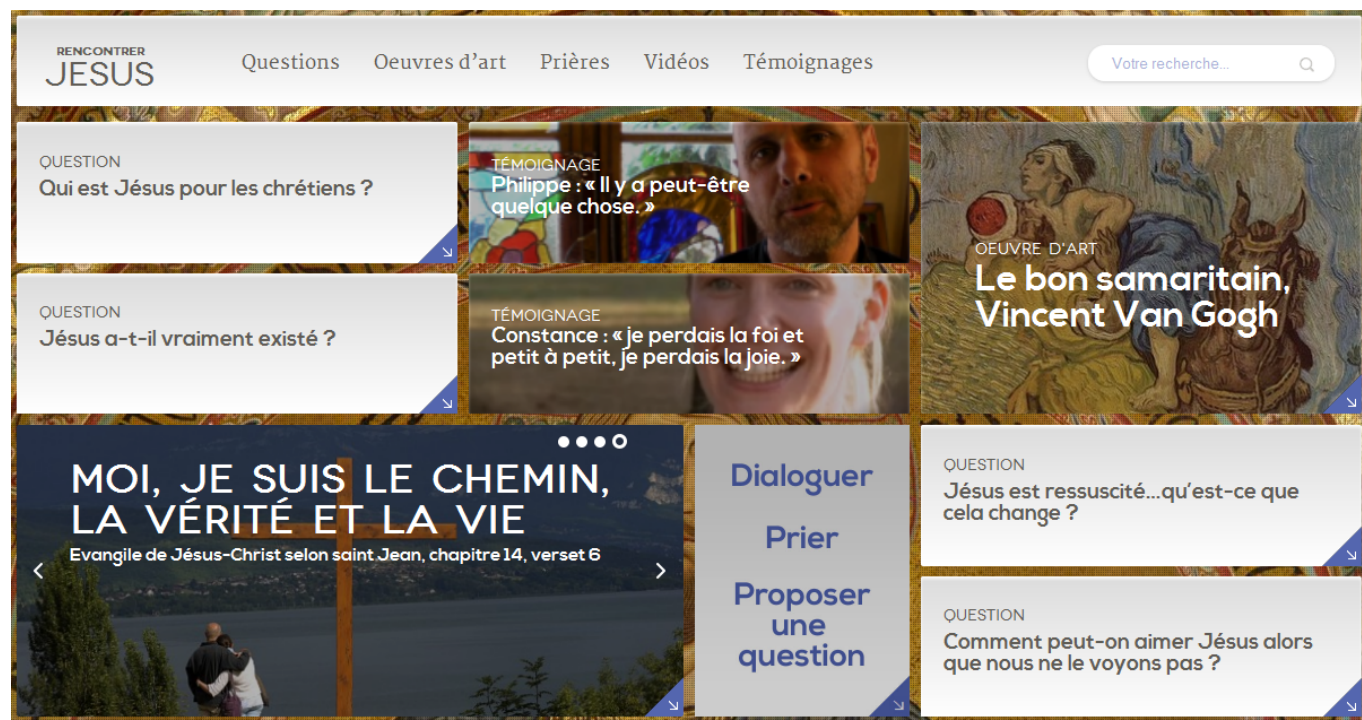 RENCONTRER
JESUS
Questions
Oeuvres d'art
Prières
Vidéos
Témoignages
Votre recherche...
QUESTION
Qui est Jésus pour les chrétiens ?
TÉMOIGNAGE
Philippe : « Il y a peut-être
quelque chose. »
OEUVRE D'ART
Le bon samaritain,
Vincent Van Gogh
QUESTION
Jésus a-t-il vraiment existé ?
TÉMOIGNAGE
Constance : « je perdais la foi et
petit à petit, je perdais la joie. »
MOI, JE SUIS LE CHEMIN,
LA VÉRITÉ ET LA VIE
Evangile de Jésus-Christ selon saint Jean, chapitre 14, verset 6
Dialoguer
Prier
Proposer
une
question
QUESTION
Jésus est ressuscité...qu'est-ce que
cela change ?
QUESTION
Comment peut-on aimer Jésus alors
que nous ne le voyons pas ?